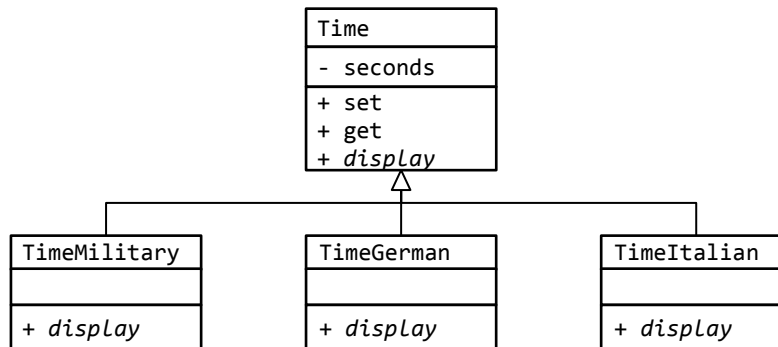 Time
- seconds
+ set
+ get
+ display
TimeMilitary
+ display
TimeGerman
+ display
TimeItalian
+ display